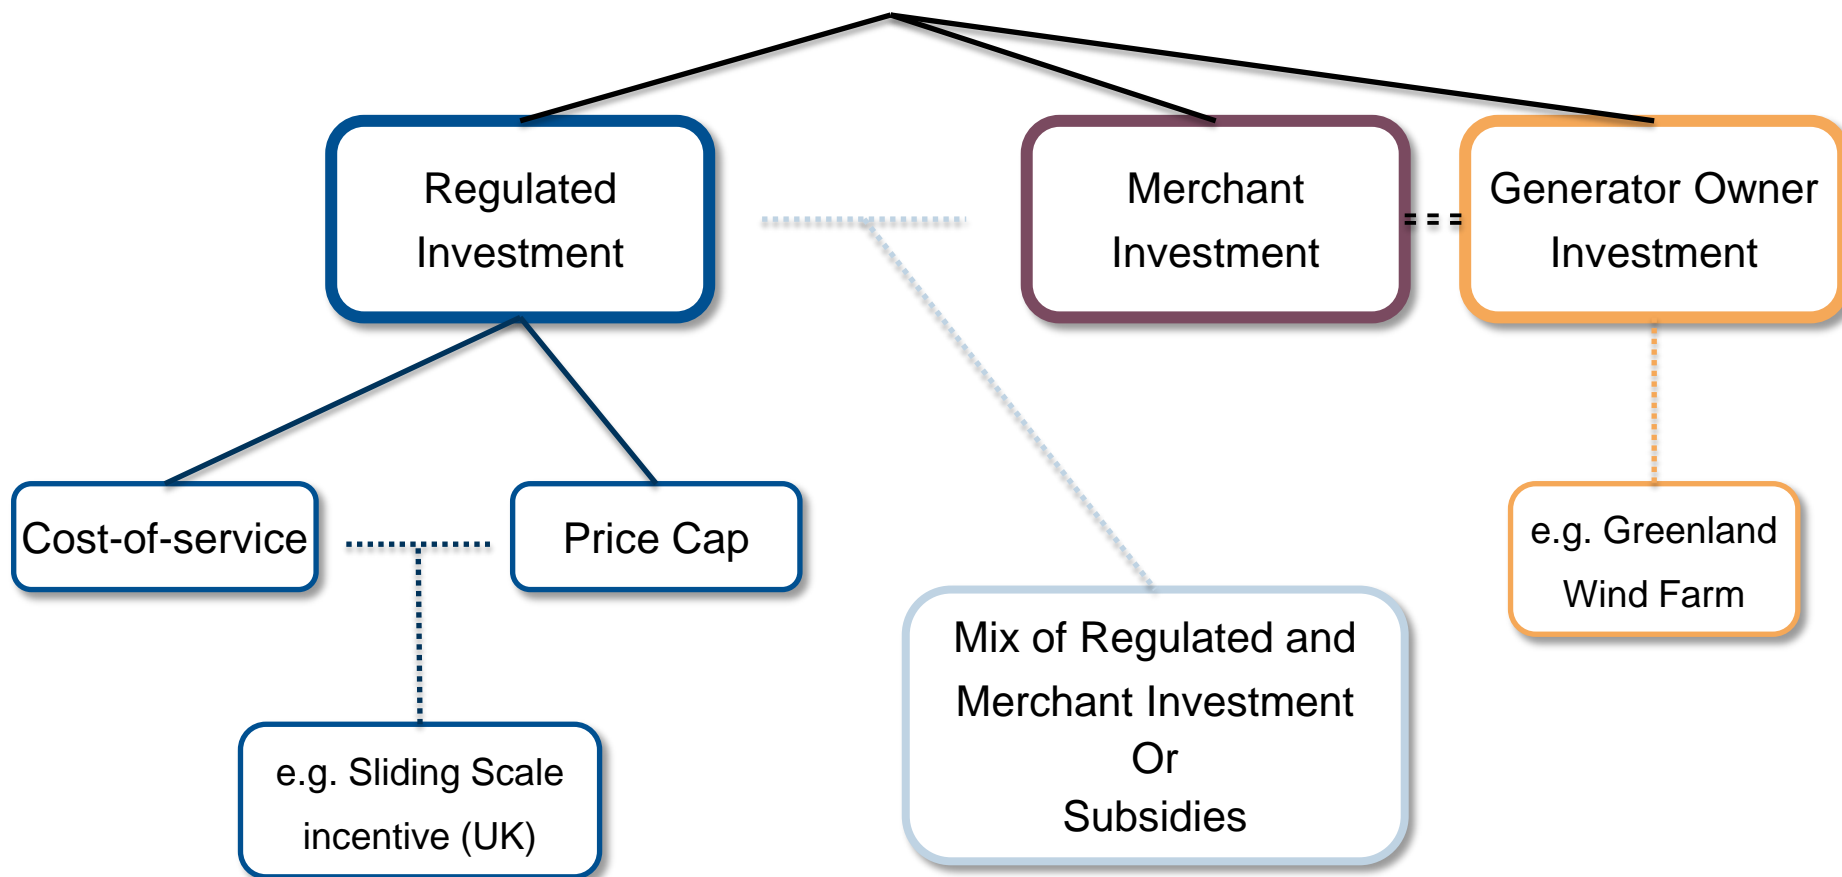 Regulated
Investment
Merchant
Investment
Generator Owner
Investment
Cost-of-service
Price Cap
e.g. Greenland
Wind Farm
Mix of Regulated and
Merchant Investment
Or
Subsidies
e.g. Sliding Scale
incentive (UK)